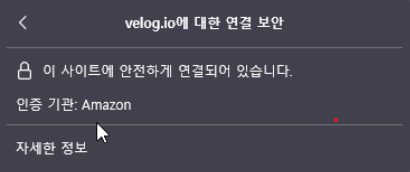 velog.io에 대한 연결 보안
이 사이트에 안전하게 연결되어 있습니다.
인증 기관: Amazon
자세한 정보